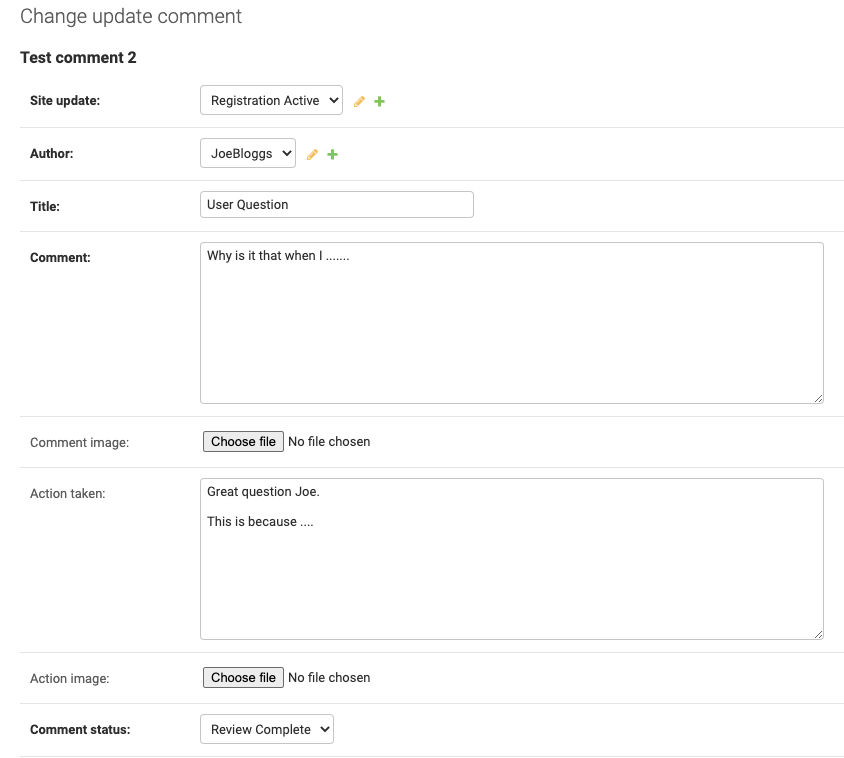 Change update comment
Test comment 2
Site update: Registration Active
Author: JoeBloggs
Title: User Question
Comment: Why is it that when I .......
Comment image: Choose file No file chosen
Action taken: Great question Joe.
This is because ....
Action image: Choose file No file chosen
Comment status: Review Complete